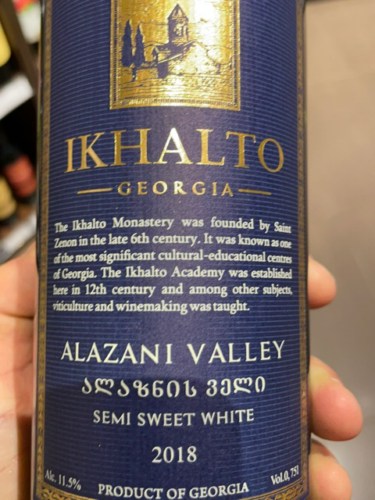 IKHALTO
GEORGIA
The Ikhalto Monastery was founded by Saint
Zenon in the late 6th century. It was known as one
of the most significant cultural-educational centres
of Georgia. The Ikhalto Academy was established
here in 12th century and among other subjects,
viticulture and winemaking was taught.
ALAZANI VALLEY
ალაზნის ველი
SEMI SWEET WHITE
2018
Alc. 11.5%
Vol. 0, 75l
PRODUCT OF GEORGIA